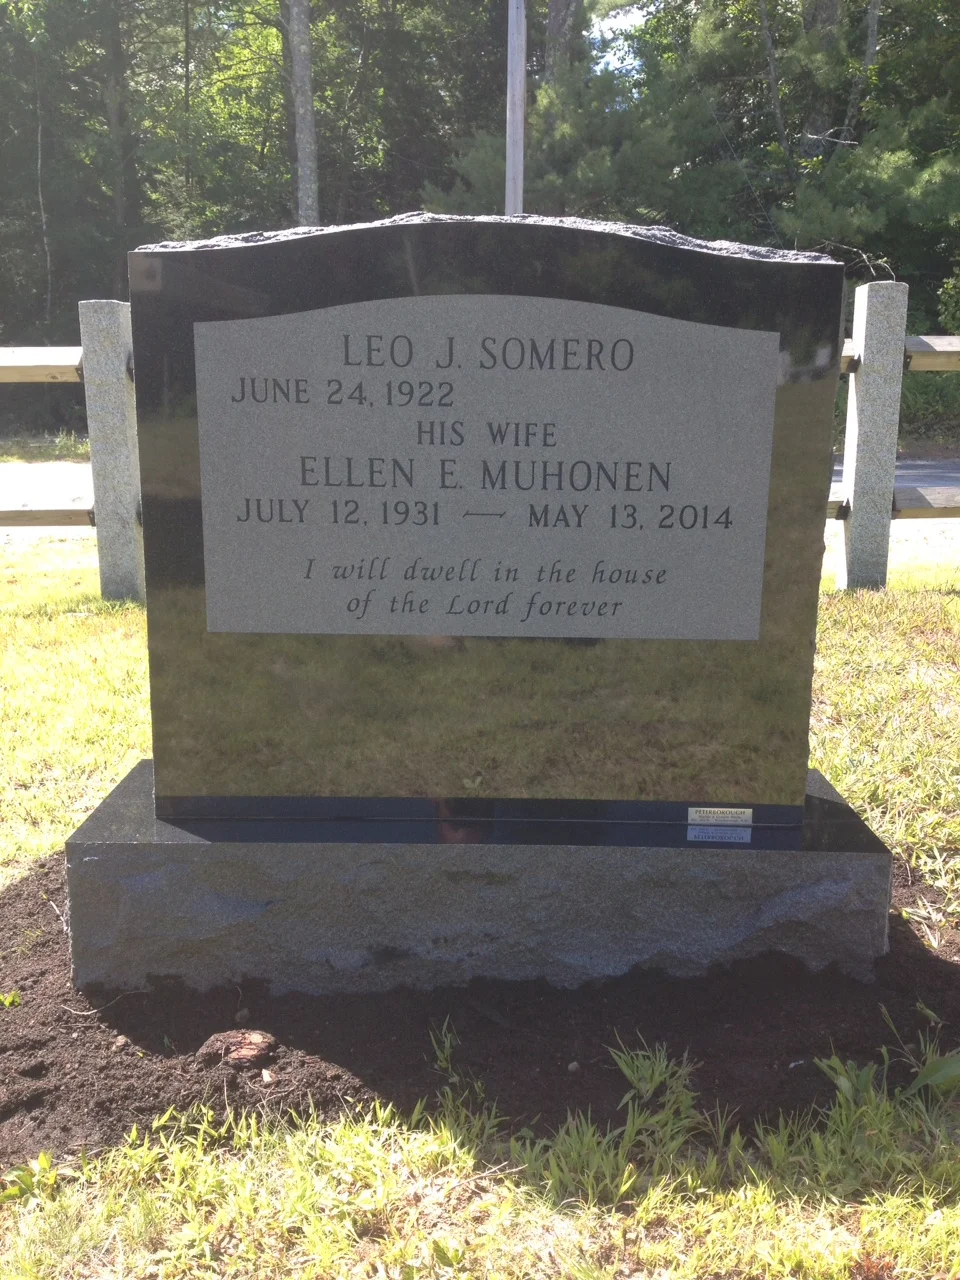 LEO J. SOMERO
JUNE 24, 1922
HIS WIFE
ELLEN E. MUHONEN
JULY 12, 1931 — MAY 13, 2014
I will dwell in the house
of the Lord forever
PETERBOROUGH